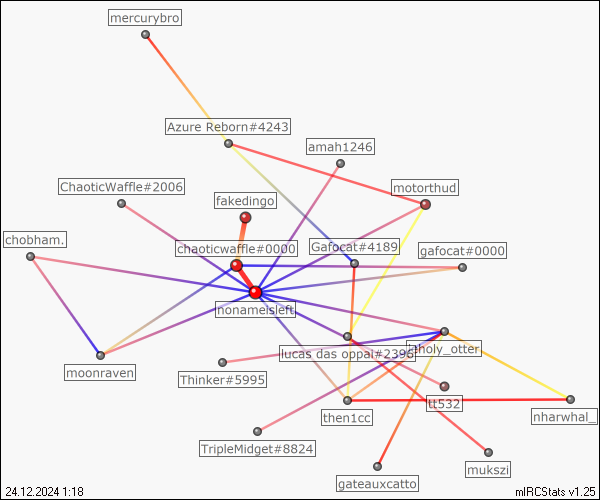 mercurybro
Azure Reborn#4243
amah1246
ChaoticWaffle#2006
motorthud
fakedingo
chobham.
chaoticwaffle#0000
Gafocat#4189
gafocat#0000
nonameisleft
lucas das oppal#2396
moonraven
Thinker#5995
tt532
then1cc
nharwhal_
TripleMidget#8824
mukszi
gateauxcatto
24.12.2024 1:18
mIRCStats v1.25